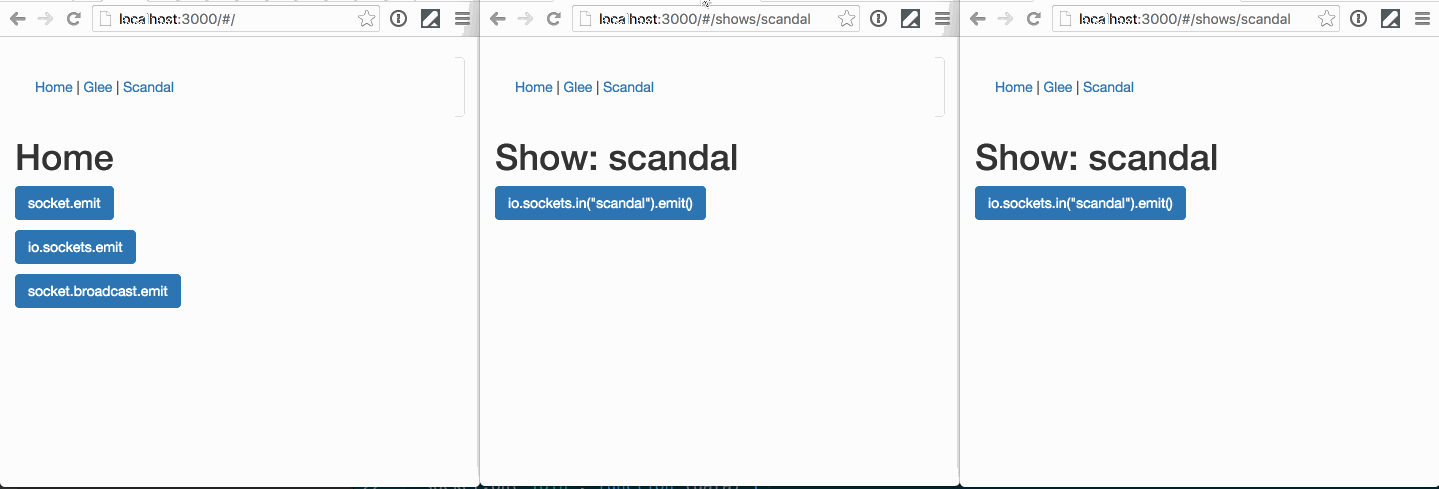 localhost:3000/#/
Home | Glee | Scandal
Home
socket.emit
io.sockets.emit
socket.broadcast.emit
localhost:3000/#/shows/scandal
Home | Glee | Scandal
Show: scandal
io.sockets.in("scandal").emit()
localhost:3000/#/shows/scandal
Home | Glee | Scandal
Show: scandal
io.sockets.in("scandal").emit()